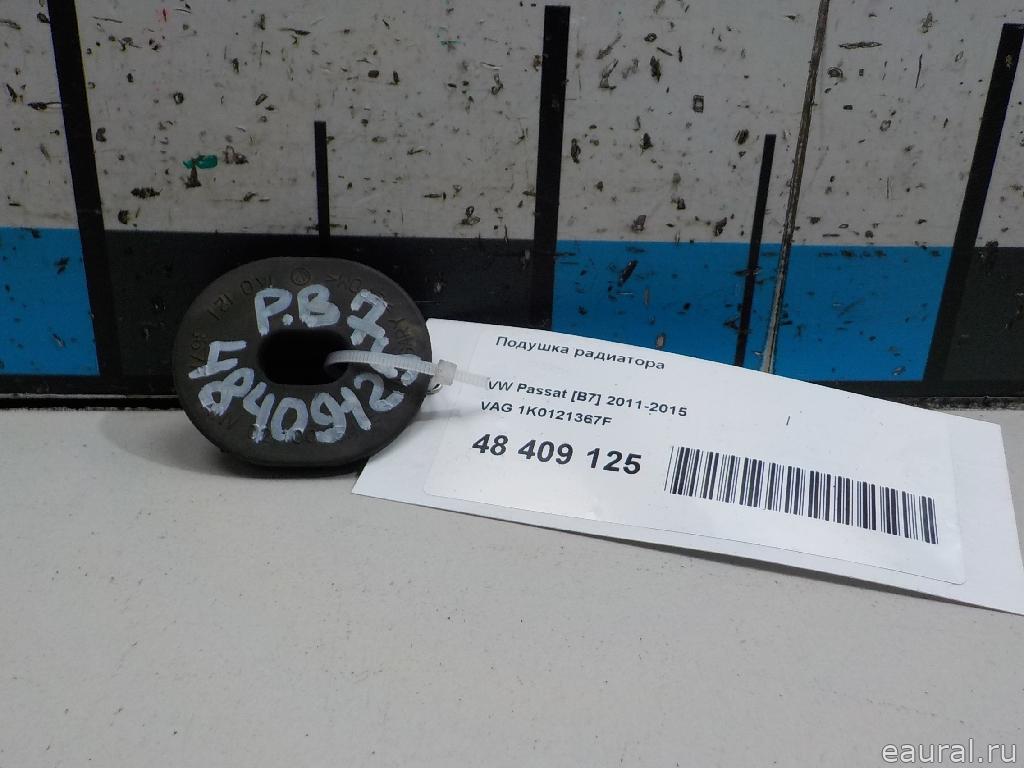 P.B7
48409125
Подушка радиатора
VW Passat [B7] 2011-2015
VAG 1K0121367F
48 409 125
eaural.ru